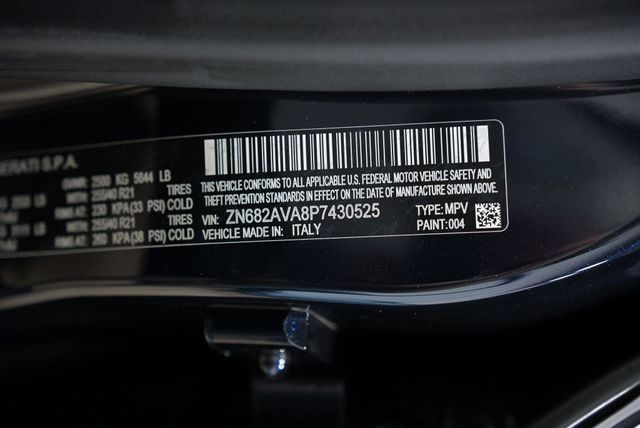 ERATI S.P.A.
GVWR: 2560 KG 5644 LB
255/40 R21 TIRES
230 KPA(33 PSI) COLD
255/40 R21 TIRES
260 KPA(38 PSI) COLD
THIS VEHICLE CONFORMS TO ALL APPLICABLE U.S. FEDERAL MOTOR VEHICLE SAFETY AND
THEFT PREVENTION STANDARDS IN EFFECT ON THE DATE OF MANUFACTURE SHOWN ABOVE.
VIN: ZN682AVA8P7430525 TYPE: MPV
VEHICLE MADE IN: ITALY PAINT: 004